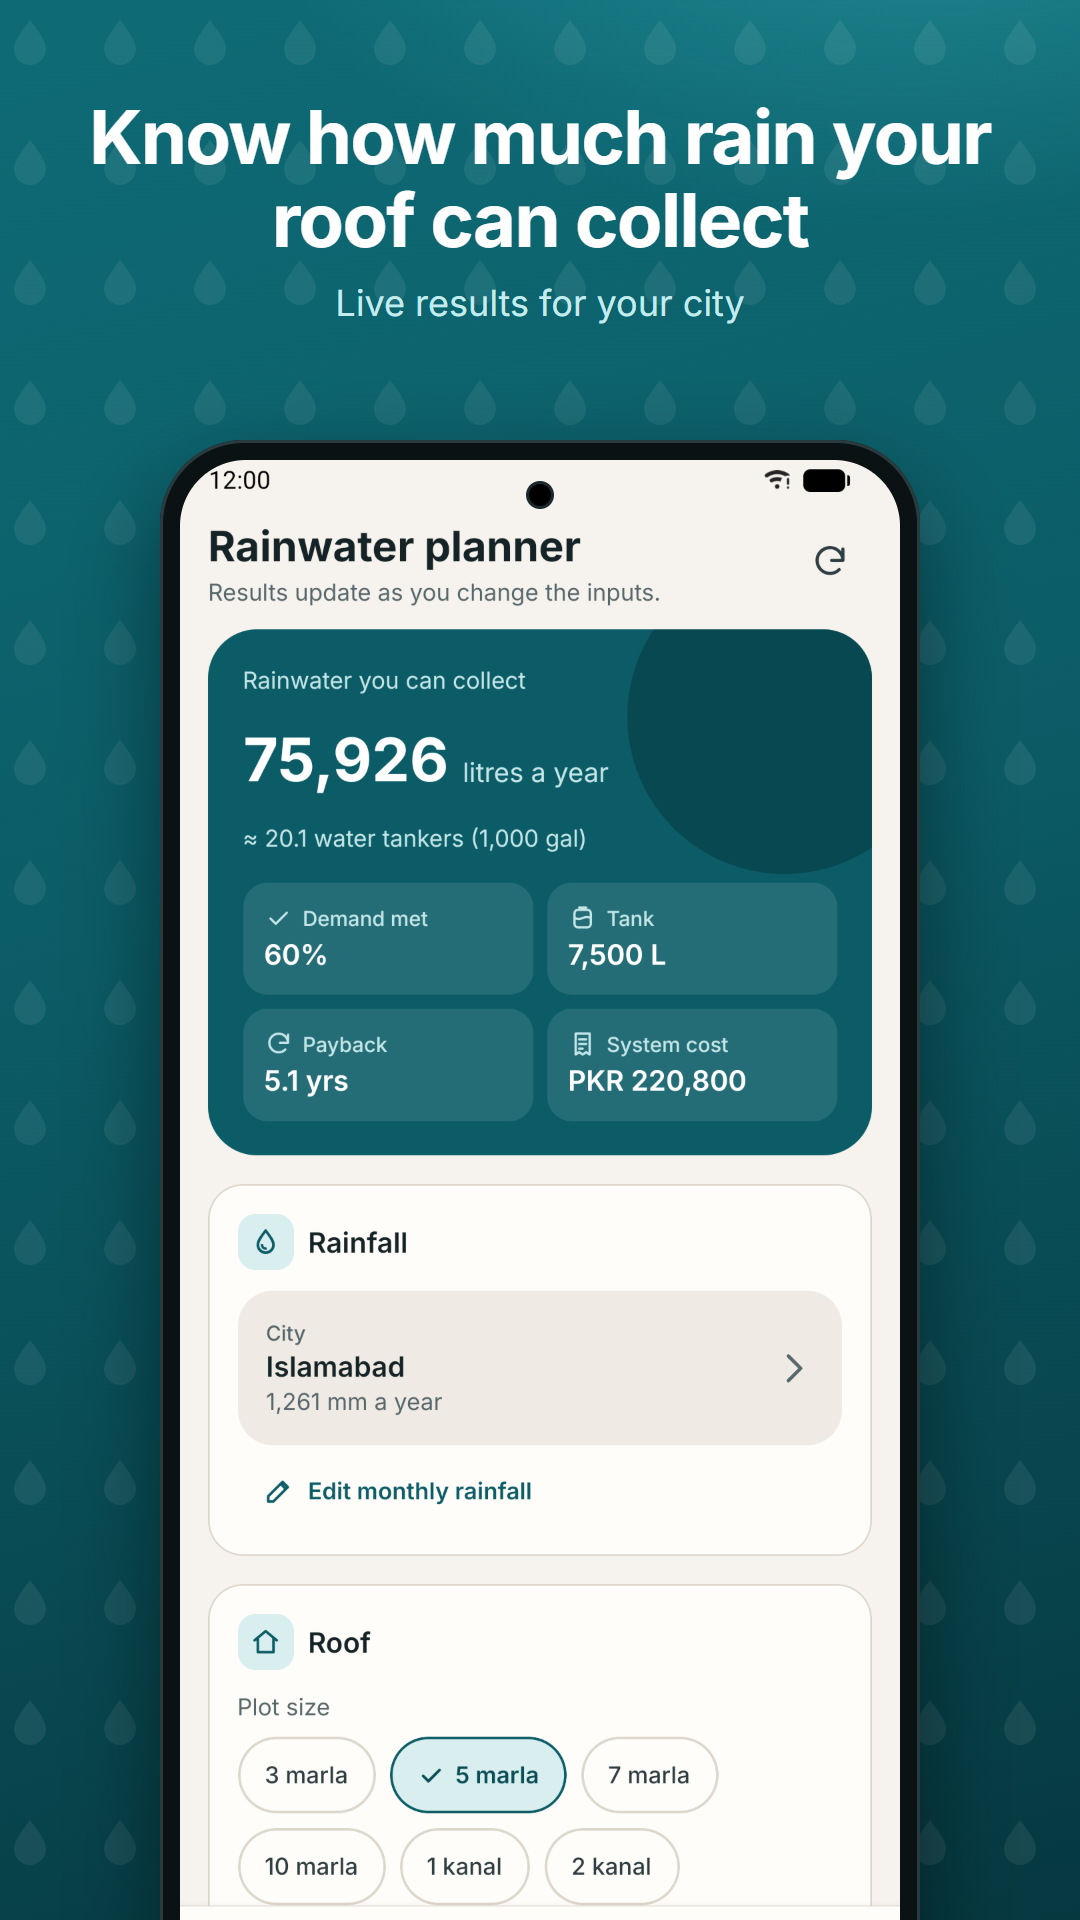 Know how much rain your
roof can collect
Live results for your city
12:00
Rainwater planner
Results update as you change the inputs.
Rainwater you can collect
75,926 litres a year
≈ 20.1 water tankers (1,000 gal)
Demand met
60%
Tank
7,500 L
Payback
5.1 yrs
System cost
PKR 220,800
Rainfall
City
Islamabad
1,261 mm a year
Edit monthly rainfall
Roof
Plot size
3 marla
5 marla
7 marla
10 marla
1 kanal
2 kanal